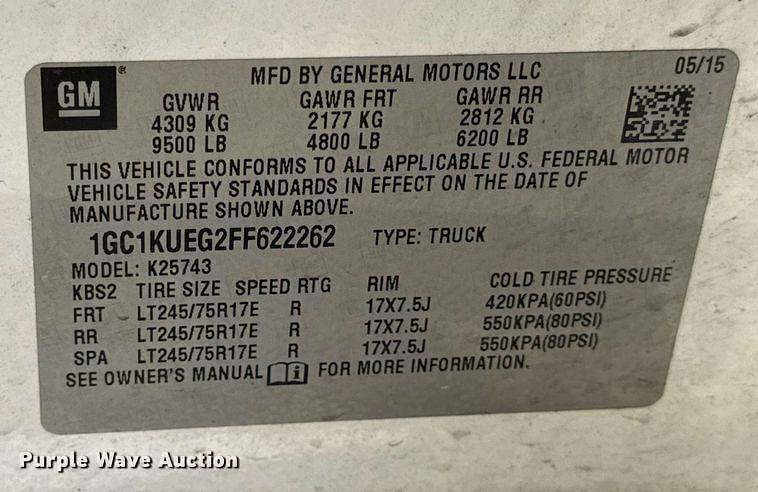 GM ®
MFD BY GENERAL MOTORS LLC 05/15
GVWR GAWR FRT GAWR RR
4309 KG 2177 KG 2812 KG
9500 LB 4800 LB 6200 LB
THIS VEHICLE CONFORMS TO ALL APPLICABLE U.S. FEDERAL MOTOR
VEHICLE SAFETY STANDARDS IN EFFECT ON THE DATE OF
MANUFACTURE SHOWN ABOVE.
1GC1KUEG2FF622262 TYPE: TRUCK
MODEL: K25743
KBS2 TIRE SIZE SPEED RTG RIM COLD TIRE PRESSURE
FRT LT245/75R17E R 17X7.5J 420KPA(60PSI)
RR LT245/75R17E R 17X7.5J 550KPA(80PSI)
SPA LT245/75R17E R 17X7.5J 550KPA(80PSI)
SEE OWNER'S MANUAL i FOR MORE INFORMATION.
Purple Wave Auction